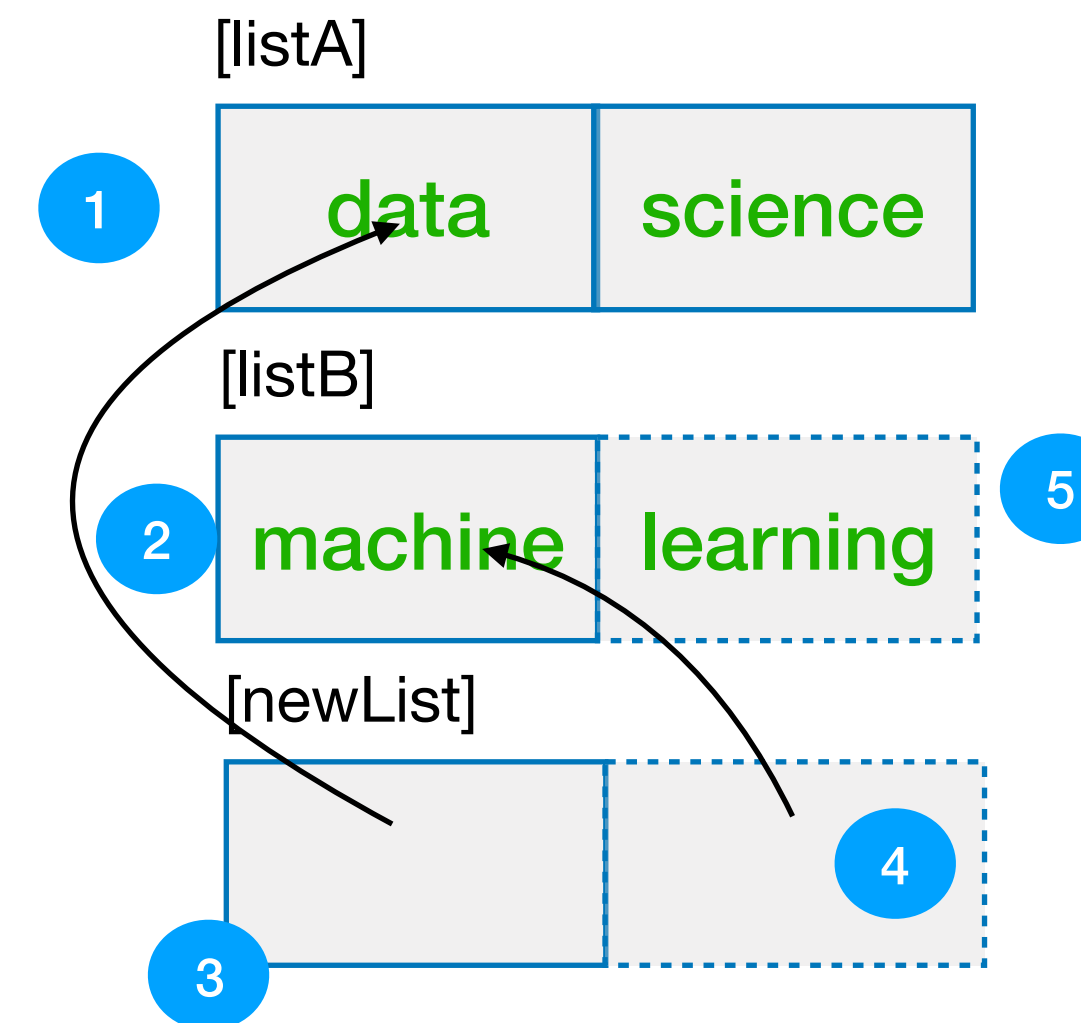 [listA]
1
data science
[listB]
2
machine learning
5
[newList]
4
3